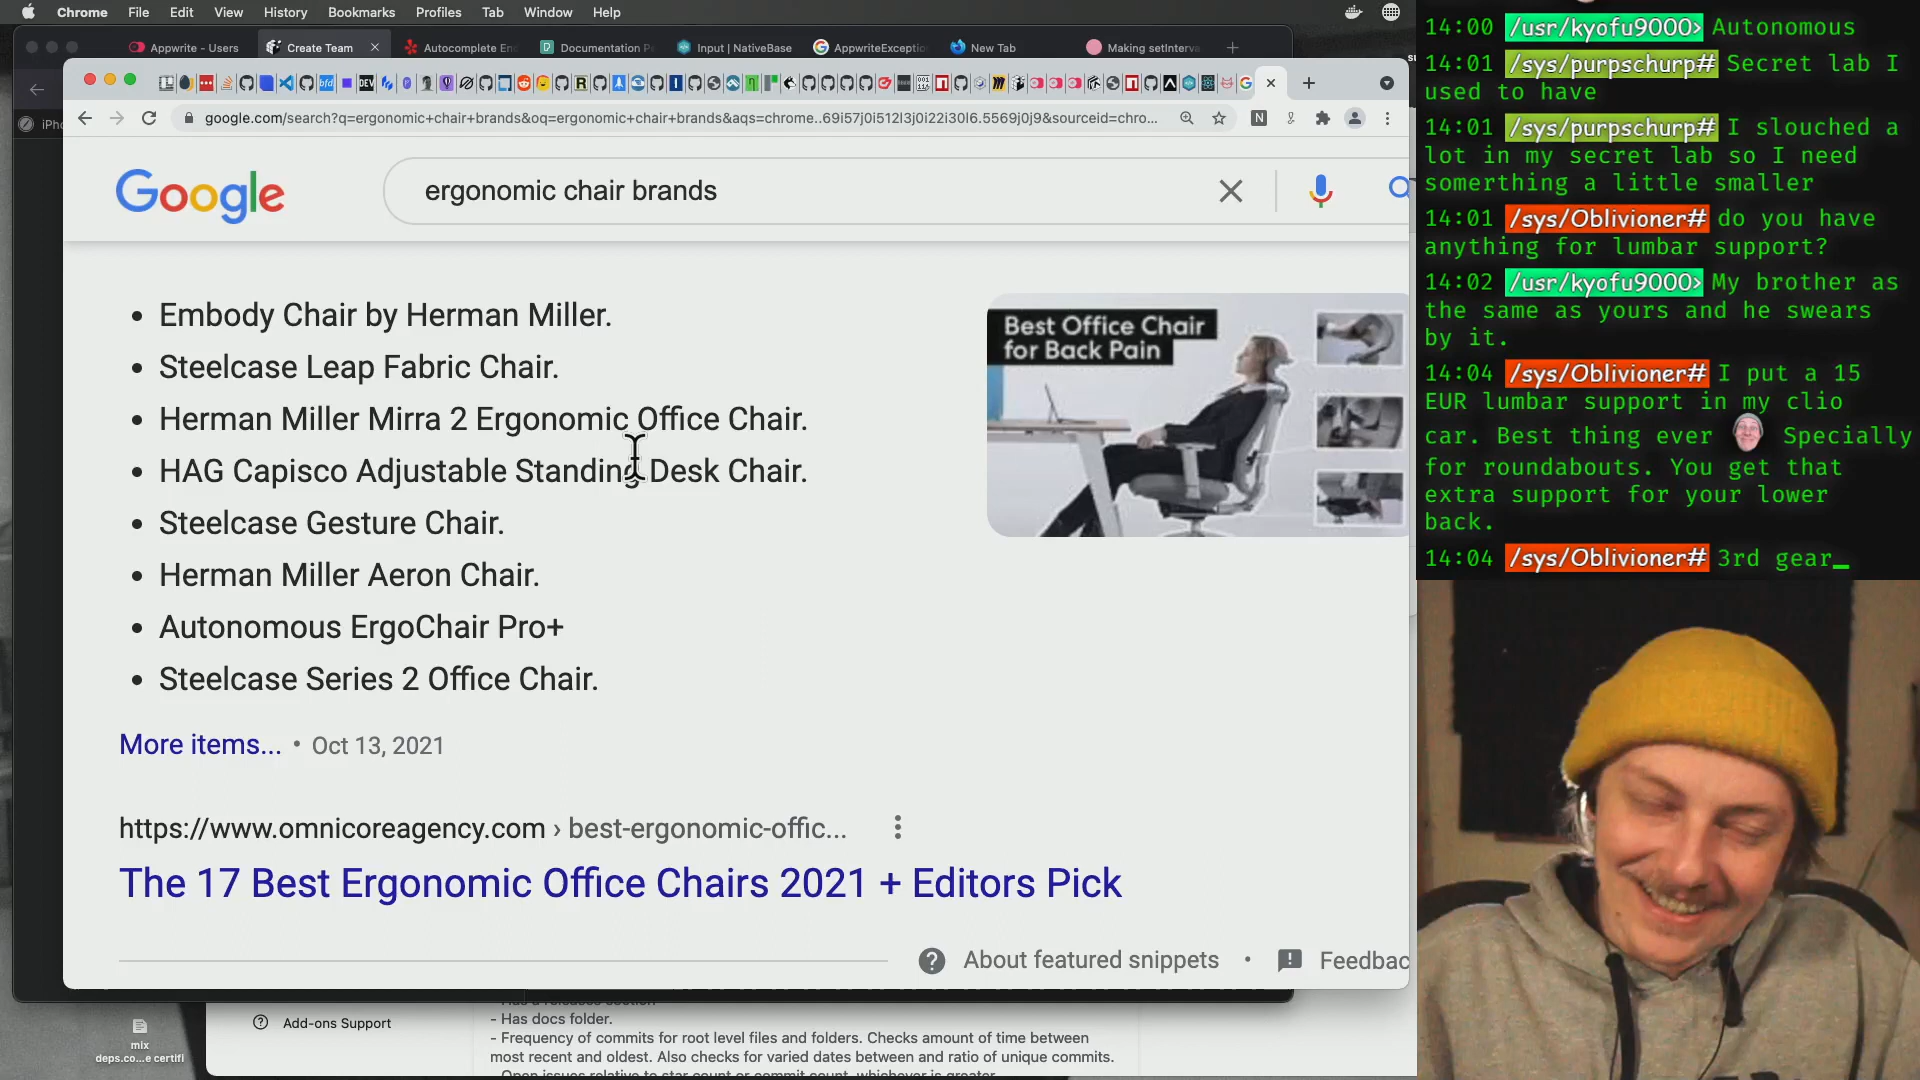 Chrome File Edit View History Bookmarks Profiles Tab Window Help
Appwrite - Users
Create Team
Autocomplete
Documentation
Input | NativeBase
AppwriteExceptio
New Tab
Making setInterva
google.com/search?q=ergonomic+chair+brands&oq=ergonomic+chair+brands&aqs=chrome..69i57j0i512l3j0i22i30l6.5569j0j9&sourceid=chro...
Google
ergonomic chair brands
• Embody Chair by Herman Miller.
• Steelcase Leap Fabric Chair.
• Herman Miller Mirra 2 Ergonomic Office Chair.
• HAG Capisco Adjustable Standing Desk Chair.
• Steelcase Gesture Chair.
• Herman Miller Aeron Chair.
• Autonomous ErgoChair Pro+
• Steelcase Series 2 Office Chair.
Best Office Chair
for Back Pain
More items... • Oct 13, 2021
https://www.omnicoreagency.com › best-ergonomic-offic...
The 17 Best Ergonomic Office Chairs 2021 + Editors Pick
About featured snippets • Feedbac
Add-ons Support
- Has docs folder.
- Frequency of commits for root level files and folders. Checks amount of time between
most recent and oldest. Also checks for varied dates between and ratio of unique commits.
mix
deps.co...e certifi
14:00 /usr/kyofu9000> Autonomous
14:01 /sys/purpschurp# Secret lab I
used to have
14:01 /sys/purpschurp# I slouched a
lot in my secret lab so I need
somerthing a little smaller
14:01 /sys/Oblivioner# do you have
anything for lumbar support?
14:02 /usr/kyofu9000> My brother as
the same as yours and he swears
by it.
14:04 /sys/Oblivioner# I put a 15
EUR lumbar support in my clio
car. Best thing ever Specially
for roundabouts. You get that
extra support for your lower
back.
14:04 /sys/Oblivioner# 3rd gear_